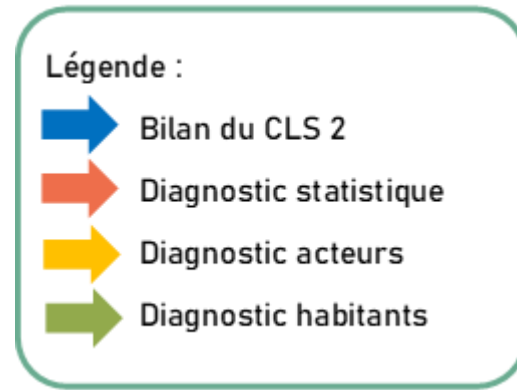 Légende :
Bilan du CLS 2
Diagnostic statistique
Diagnostic acteurs
Diagnostic habitants